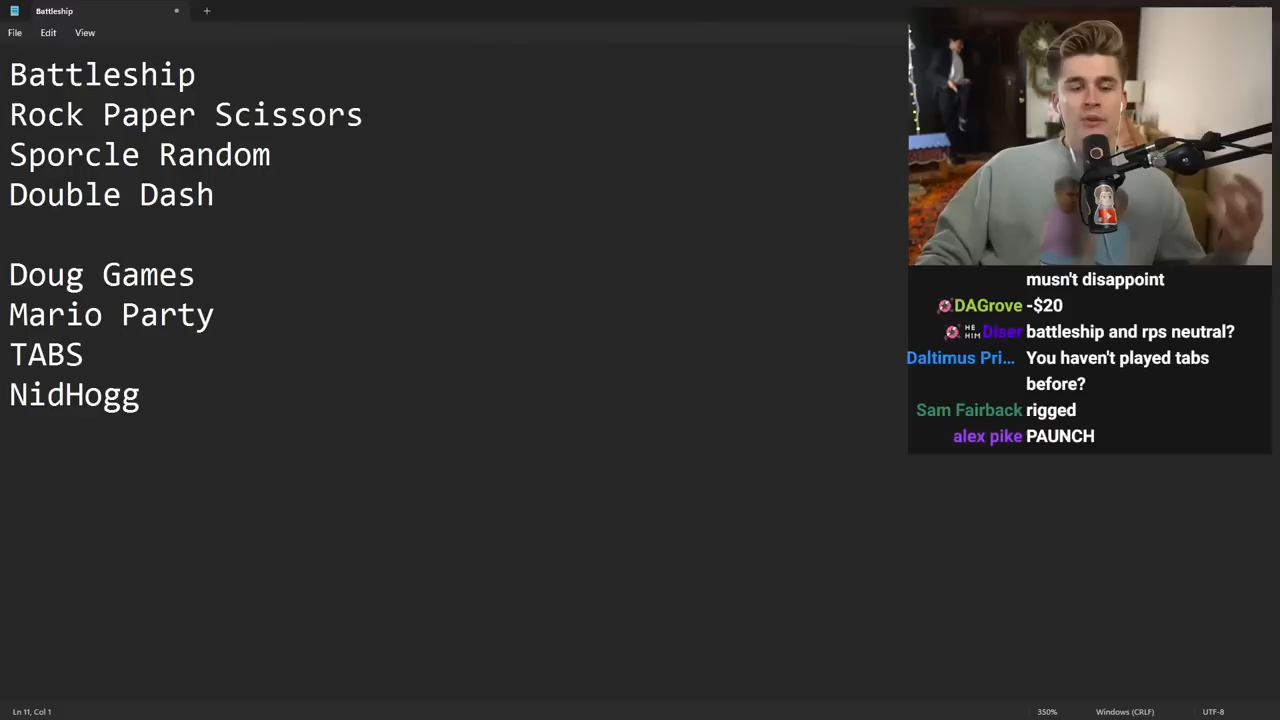 Battleship
File Edit View
Battleship
Rock Paper Scissors
Sporcle Random
Double Dash
Doug Games
Mario Party
TABS
NidHogg
musn't disappoint
DAGrove -$20
HE HIM Diser battleship and rps neutral?
Daltimus Pri... You haven't played tabs
before?
Sam Fairback rigged
alex pike PAUNCH
Ln 11, Col 1 350% Windows (CRLF) UTF-8